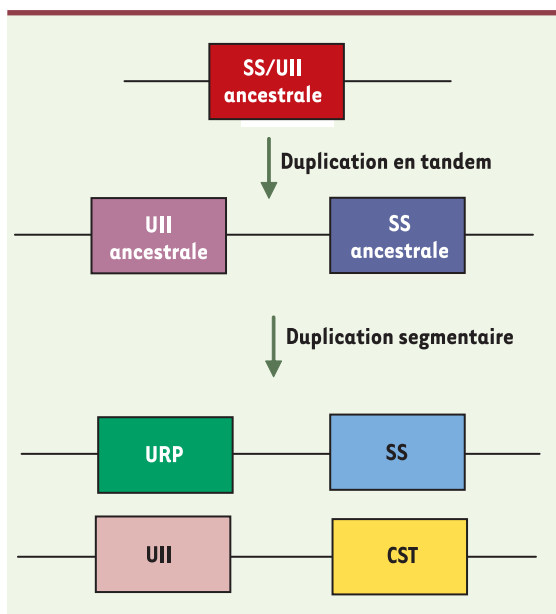 SS/UII
ancestrale
Duplication en tandem
UII
ancestrale
SS
ancestrale
Duplication segmentaire
URP
SS
UII
CST